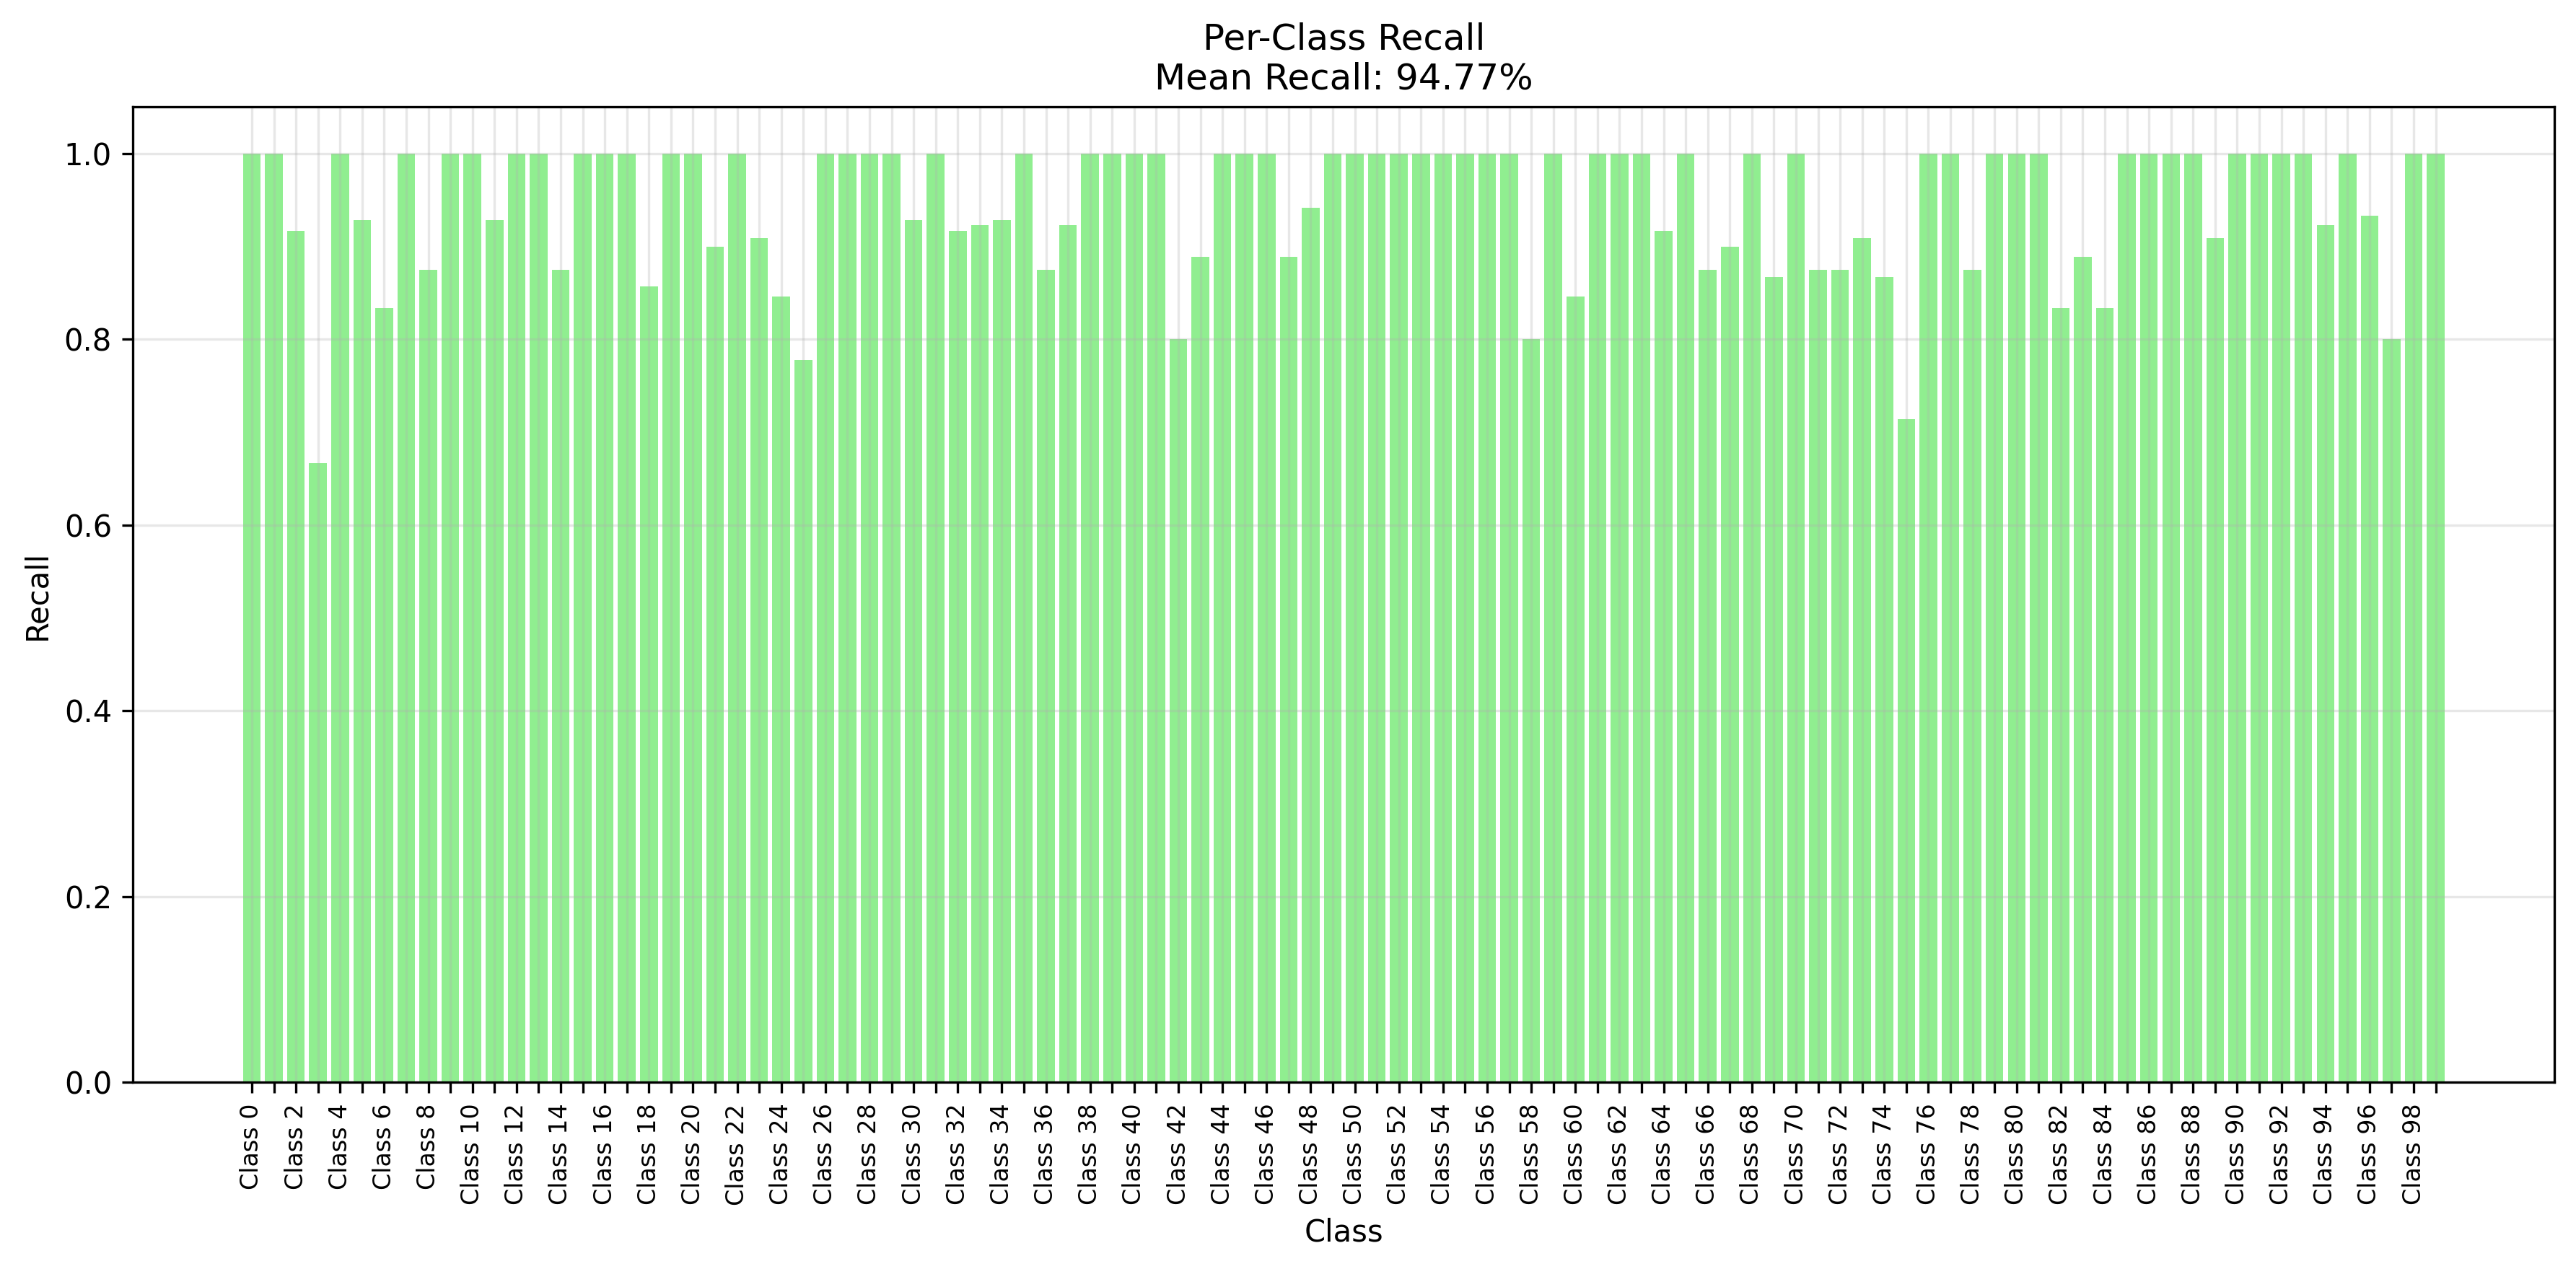 Per-Class Recall
Mean Recall: 94.77%
Recall
1.0
0.8
0.6
0.4
0.2
0.0
Class 0
Class 2
Class 4
Class 6
Class 8
Class 10
Class 12
Class 14
Class 16
Class 18
Class 20
Class 22
Class 24
Class 26
Class 28
Class 30
Class 32
Class 34
Class 36
Class 38
Class 40
Class 42
Class 44
Class 46
Class 48
Class 50
Class 52
Class 54
Class 56
Class 58
Class 60
Class 62
Class 64
Class 66
Class 68
Class 70
Class 72
Class 74
Class 76
Class 78
Class 80
Class 82
Class 84
Class 86
Class 88
Class 90
Class 92
Class 94
Class 96
Class 98
Class